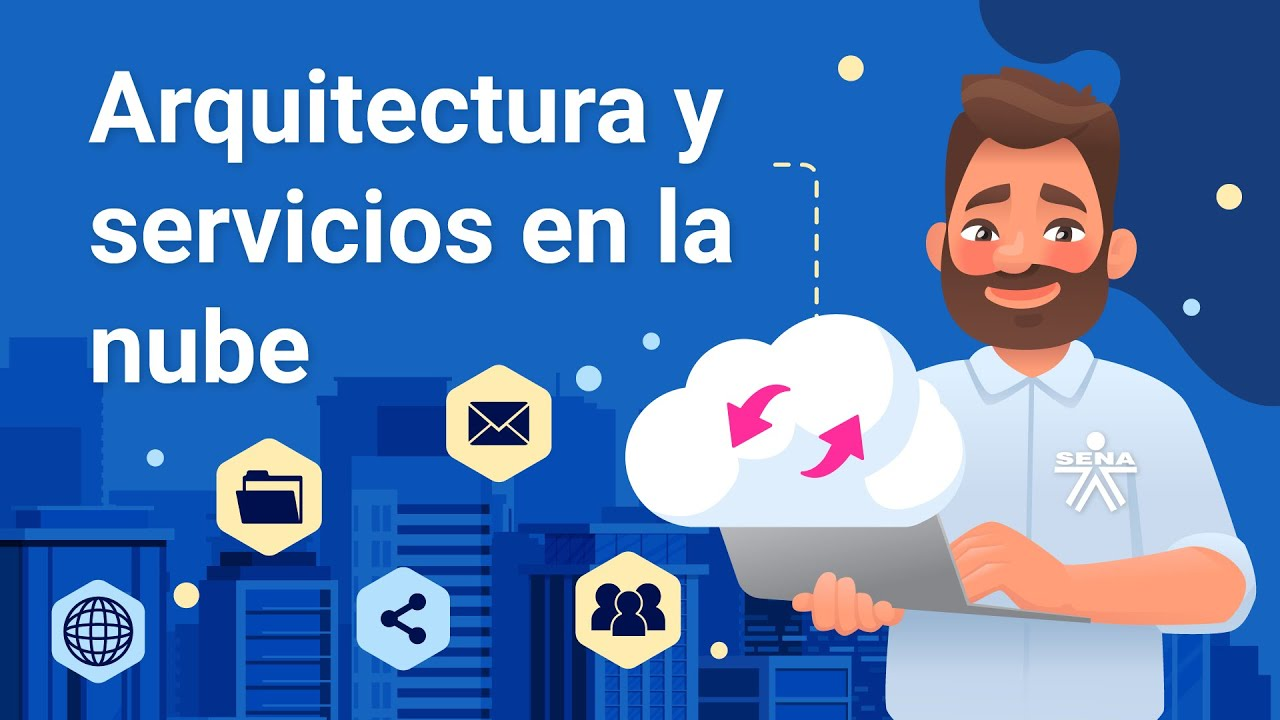 Arquitectura y
servicios en la
nube
SENA